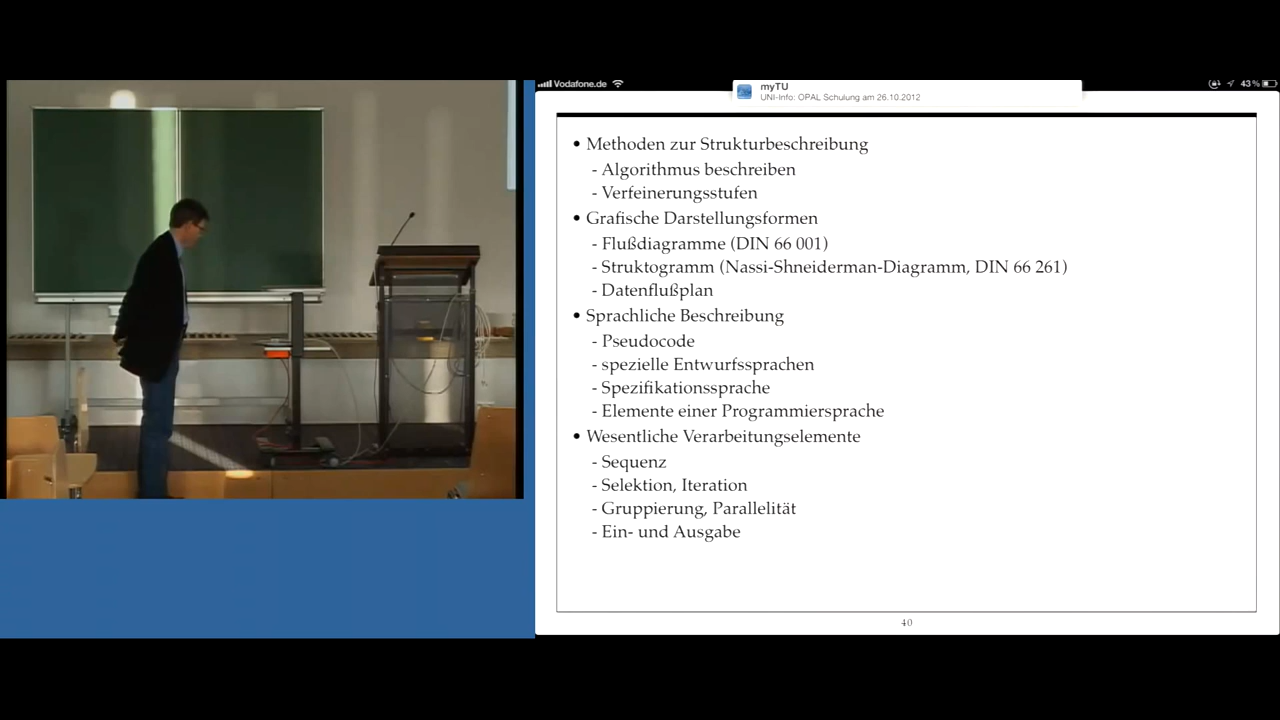 Vodafone.de
43 %
myTU
UNI-Info: OPAL Schulung am 26.10.2012
• Methoden zur Strukturbeschreibung
- Algorithmus beschreiben
- Verfeinerungsstufen
• Grafische Darstellungsformen
- Flußdiagramme (DIN 66 001)
- Struktogramm (Nassi-Shneiderman-Diagramm, DIN 66 261)
- Datenflußplan
• Sprachliche Beschreibung
- Pseudocode
- spezielle Entwurfssprachen
- Spezifikationssprache
- Elemente einer Programmiersprache
• Wesentliche Verarbeitungselemente
- Sequenz
- Selektion, Iteration
- Gruppierung, Parallelität
- Ein- und Ausgabe
40